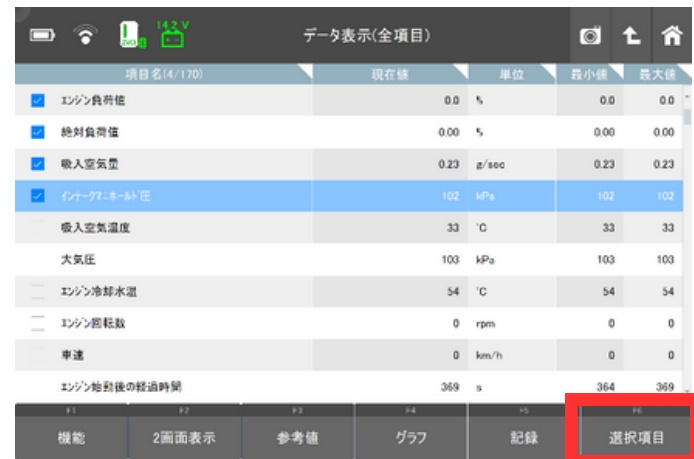 14.2 V データ表示(全項目)
項目名(4/170) 現在値 単位 最小値 最大値
エンジン負荷値 0.0 % 0.0 0.0
絶対負荷値 0.00 % 0.00 0.00
吸入空気量 0.23 g/sec 0.23 0.23
インテークマニホールド圧 102 kPa 102 102
吸入空気温度 33 ℃ 33 33
大気圧 103 kPa 103 103
エンジン冷却水温 54 ℃ 54 54
エンジン回転数 0 rpm 0 0
車速 0 km/h 0 0
エンジン始動後の経過時間 369 s 364 369
F1 F2 F3 F4 F5 F6
機能 2画面表示 参考値 グラフ 記録 選択項目